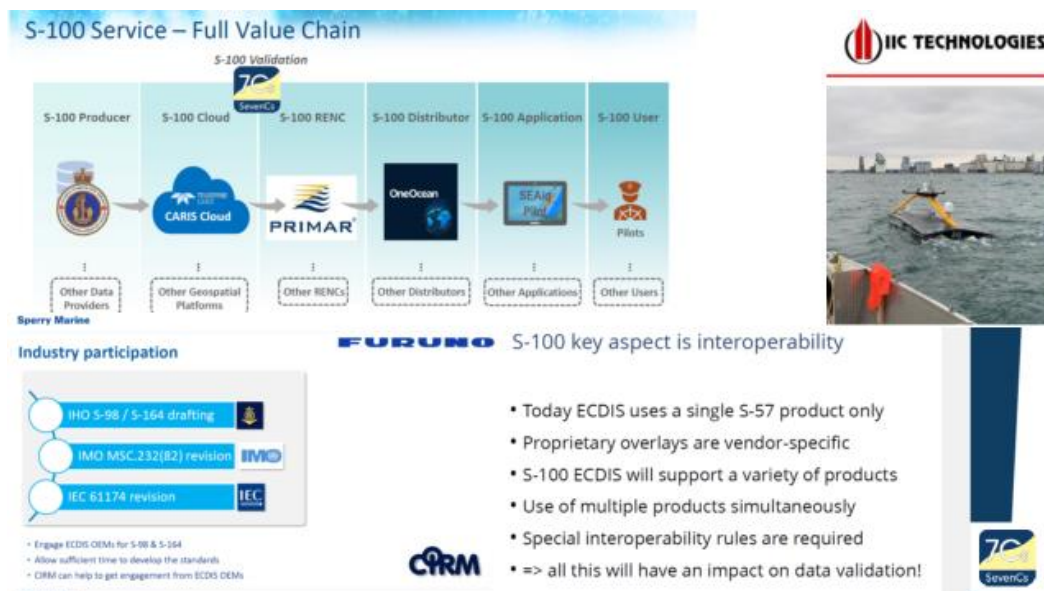 S-100 Service – Full Value Chain
S-100 Validation
7Cs
SevenCs
S-100 Producer
S-100 Cloud
S-100 RENC
S-100 Distributor
S-100 Application
S-100 User
TELEDYNE
CARIS
CARIS Cloud
PRIMAR
OneOcean
SEAiq
Pilot
Pilots
Other Data
Providers
Other Geospatial
Platforms
Other RENCs
Other Distributors
Other Applications
Other Users
IIC TECHNOLOGIES
Sperry Marine
Industry participation
IHO S-98 / S-164 drafting
IMO MSC.232(82) revision
IMO
IEC 61174 revision
IEC
• Engage ECDIS OEMs for S-98 & S-164
• Allow sufficient time to develop the standards
• CIRM can help to get engagement from ECDIS OEMs
CIRM
FURUNO
S-100 key aspect is interoperability
• Today ECDIS uses a single S-57 product only
• Proprietary overlays are vendor-specific
• S-100 ECDIS will support a variety of products
• Use of multiple products simultaneously
• Special interoperability rules are required
• => all this will have an impact on data validation!
7Cs
SevenCs